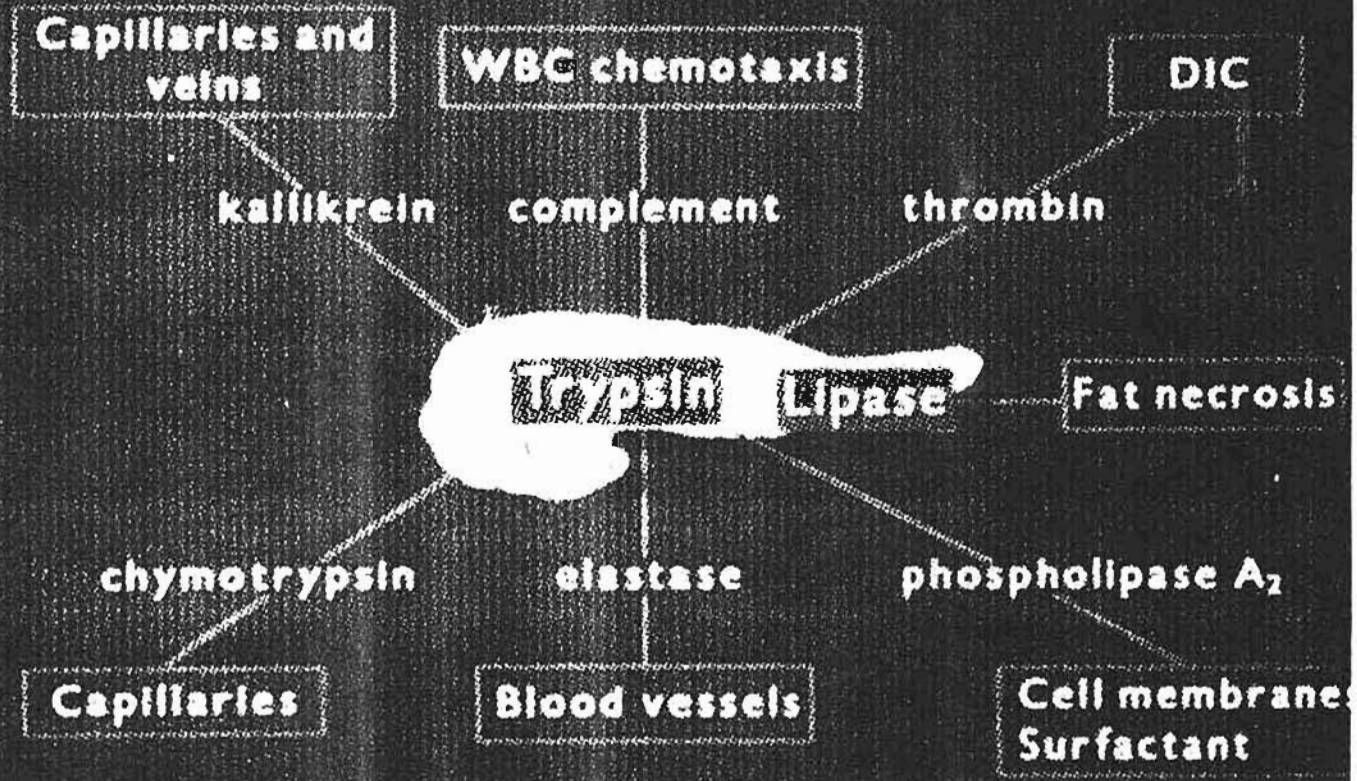 Capillaries and
veins
WBC chemotaxis
DIC
kallikrein
complement
thrombin
Trypsin
Lipase
Fat necrosis
chymotrypsin
elastase
phospholipase A₂
Capillaries
Blood vessels
Cell membranes
Surfactant